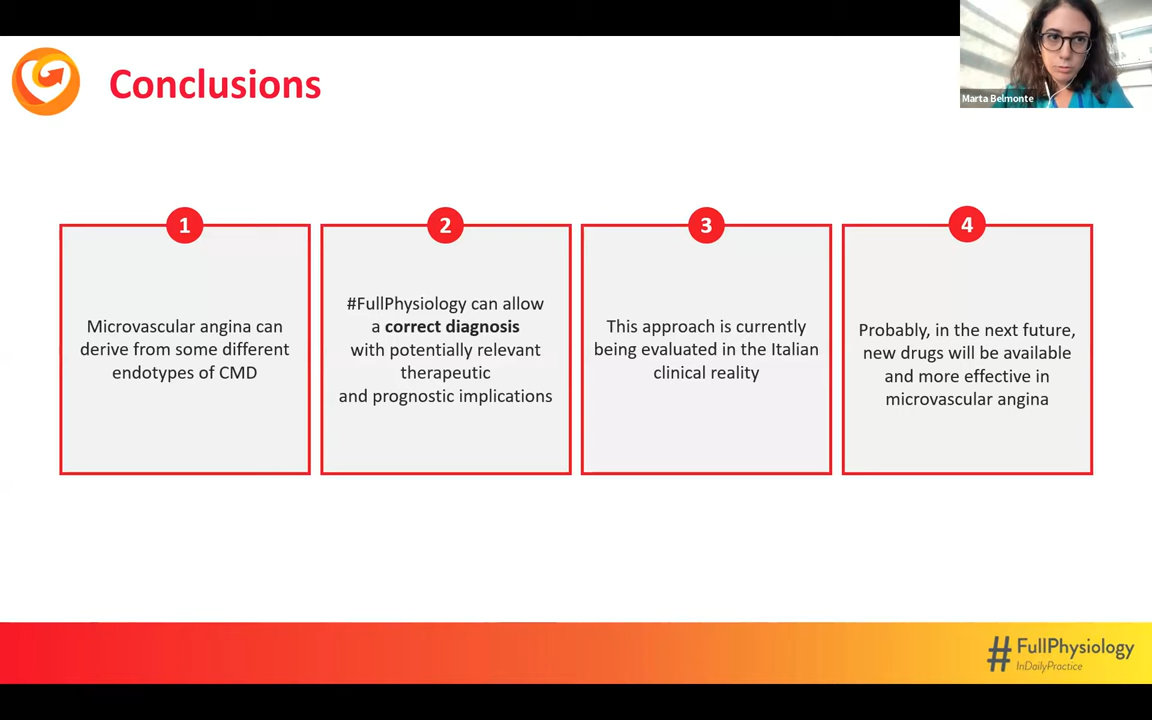 Conclusions
Marta Belmonte
1
Microvascular angina can
derive from some different
endotypes of CMD
2
#FullPhysiology can allow
a correct diagnosis
with potentially relevant
therapeutic
and prognostic implications
3
This approach is currently
being evaluated in the Italian
clinical reality
4
Probably, in the next future,
new drugs will be available
and more effective in
microvascular angina
#FullPhysiology
InDailyPractice